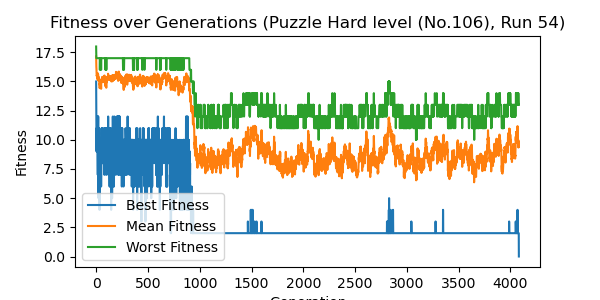 Fitness over Generations (Puzzle Hard level (No.106), Run 54)
Fitness
17.5
15.0
12.5
10.0
7.5
5.0
2.5
0.0
Best Fitness
Mean Fitness
Worst Fitness
0 500 1000 1500 2000 2500 3000 3500 4000
Generation